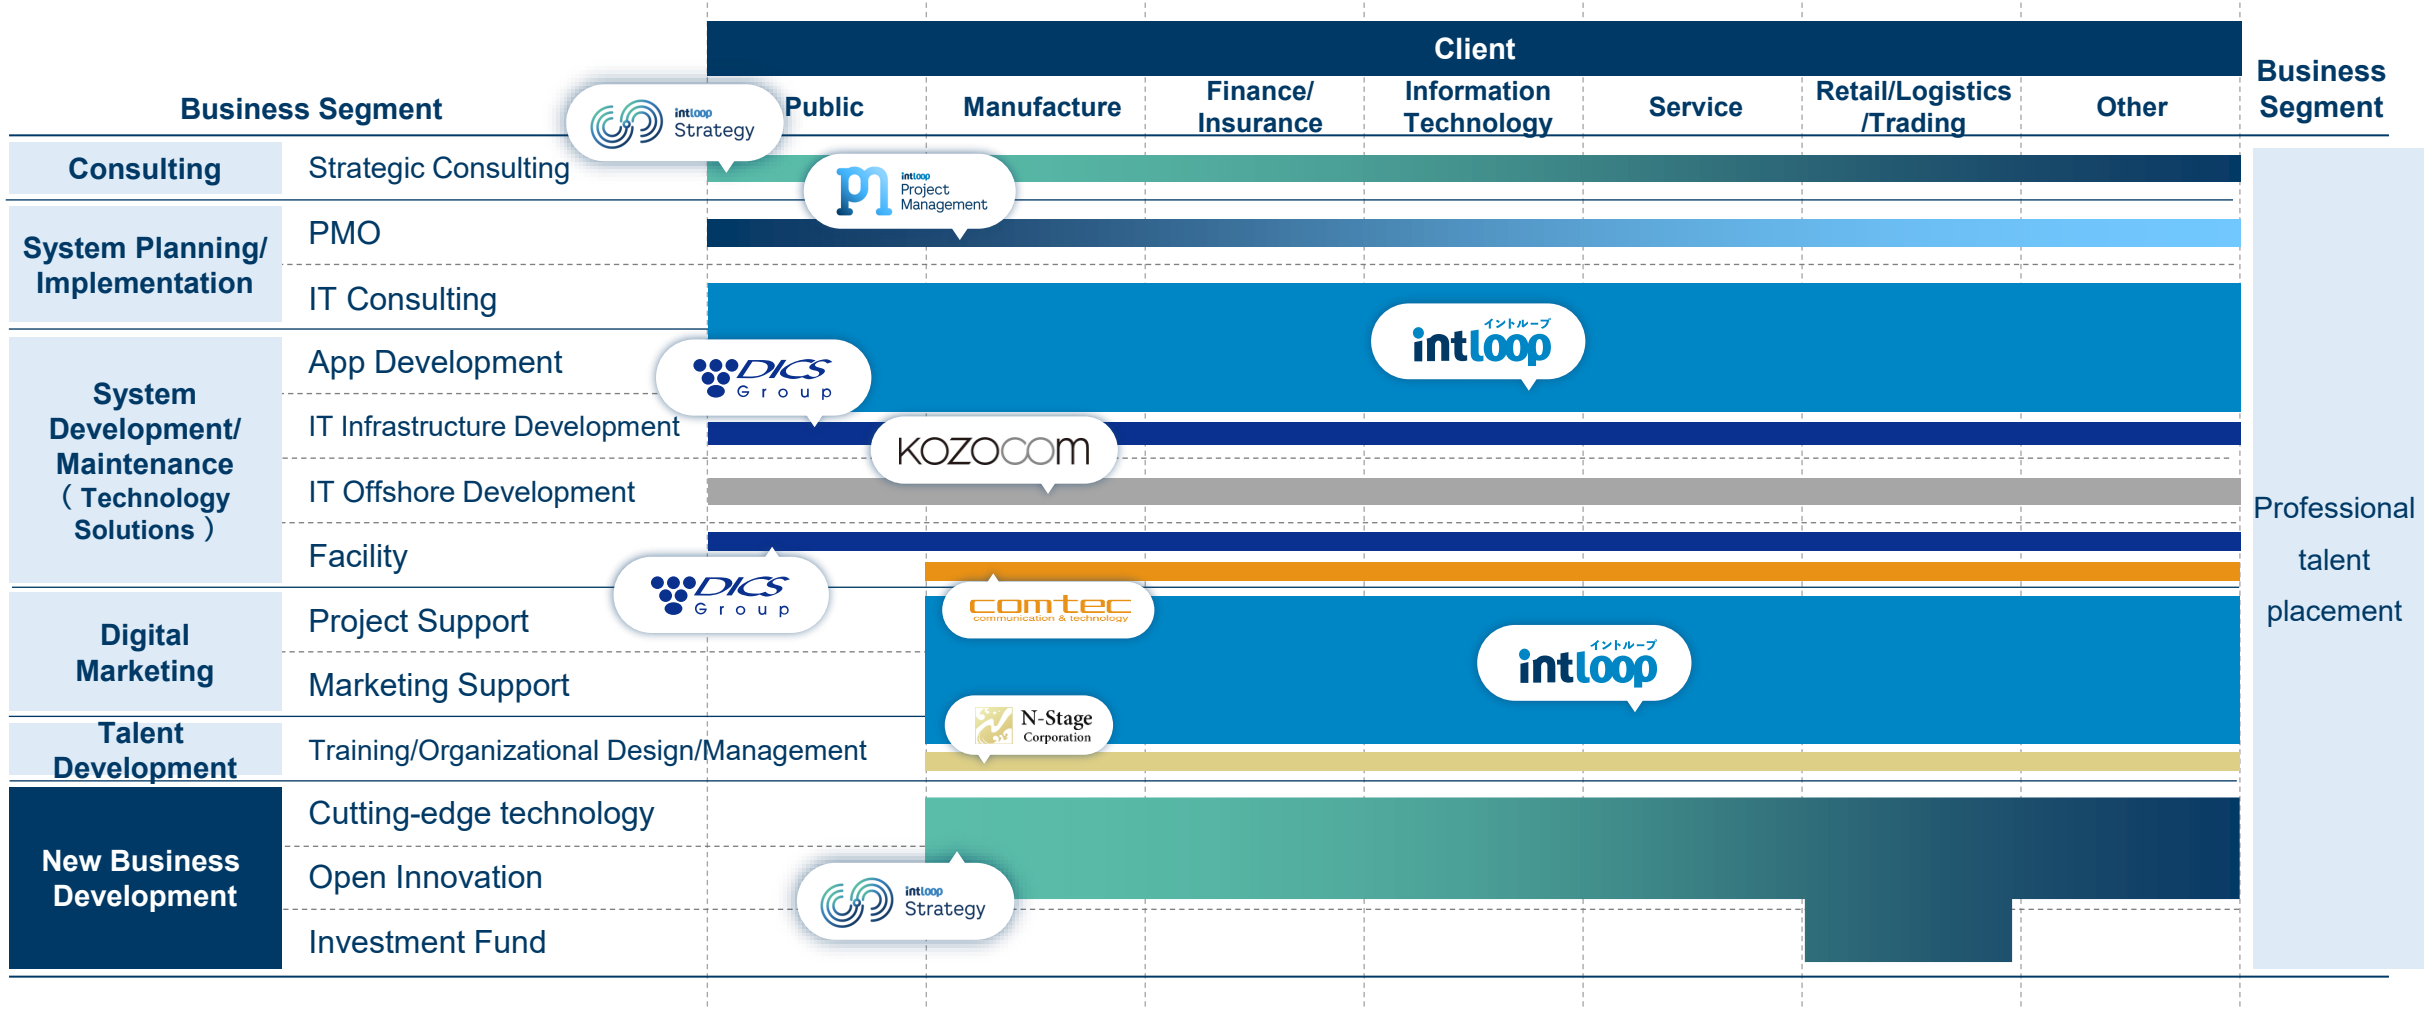 Client
Business Segment
Public
Manufacture
Finance/
Insurance
Information
Technology
Service
Retail/Logistics
/Trading
Other
Business
Segment
intloop
Strategy
Consulting
Strategic Consulting
intloop
Project
Management
System Planning/
Implementation
PMO
IT Consulting
イントループ
intloop
System
Development/
Maintenance
（ Technology
Solutions ）
App Development
DICS
Group
IT Infrastructure Development
KOZOCOM
IT Offshore Development
Facility
DICS
Group
comtec
communication & technology
Digital
Marketing
Project Support
Marketing Support
イントループ
intloop
N-Stage
Corporation
Talent
Development
Training/Organizational Design/Management
New Business
Development
Cutting-edge technology
Open Innovation
Investment Fund
intloop
Strategy
Professional
talent
placement